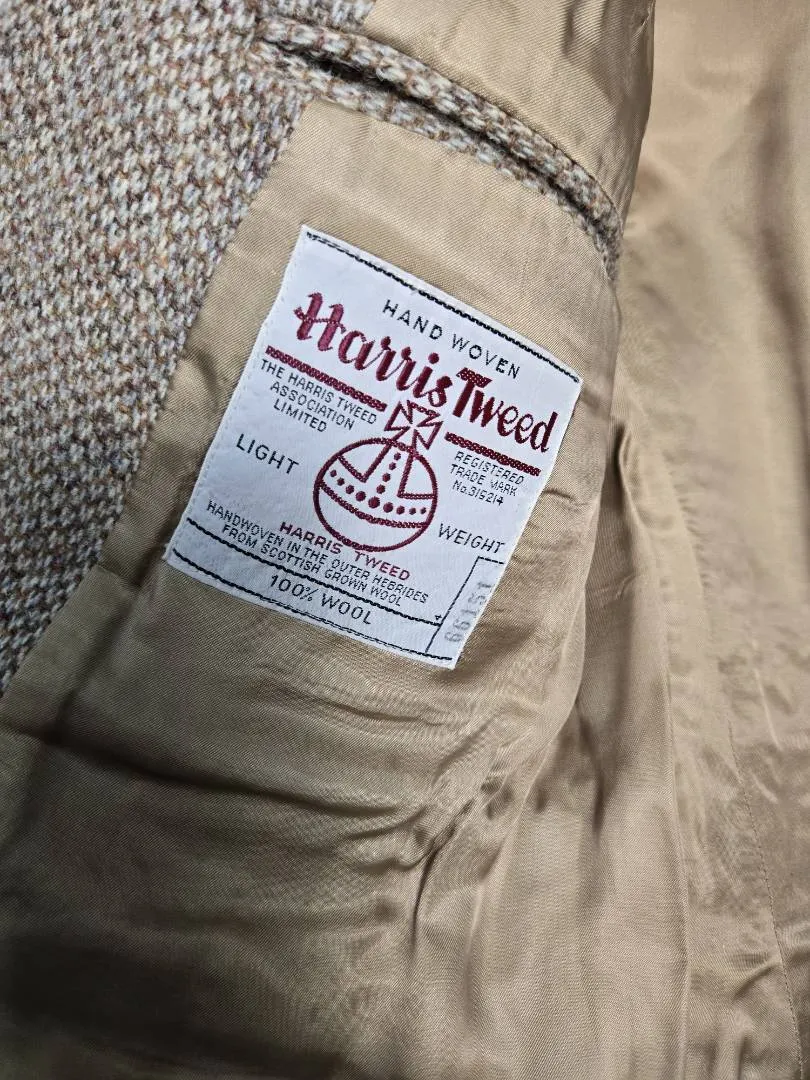 HAND WOVEN
Harris Tweed
THE HARRIS TWEED
ASSOCIATION
LIMITED
REGISTERED
TRADE MARK
No.319214
LIGHT
WEIGHT
HARRIS TWEED
HANDWOVEN IN THE OUTER HEBRIDES
FROM SCOTTISH GROWN WOOL
100% WOOL
66151